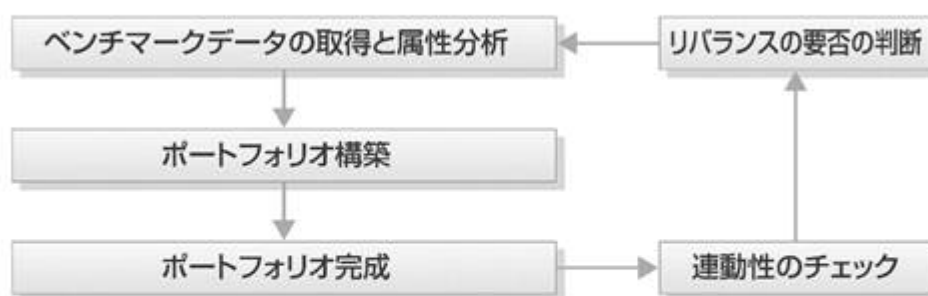 ベンチマークデータの取得と属性分析
リバランスの要否の判断
ポートフォリオ構築
ポートフォリオ完成
連動性のチェック